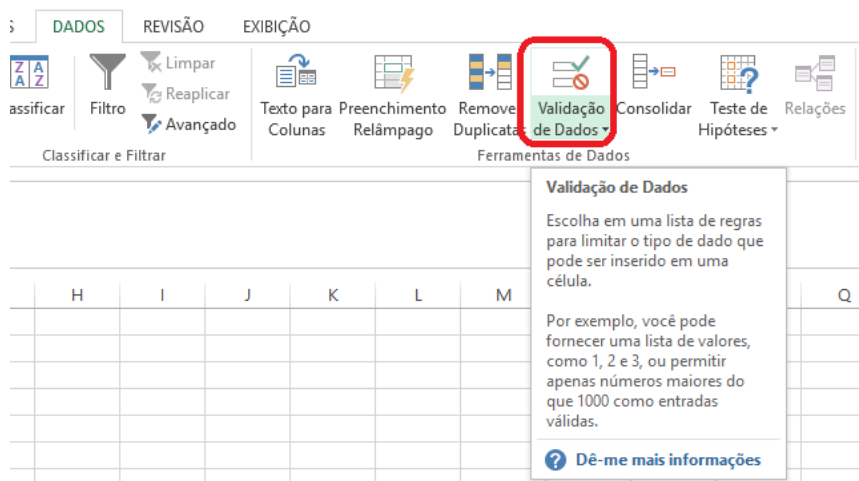 S DADOS REVISÃO EXIBIÇÃO
Z A
A Z
assificar
Filtro
Limpar
Reaplicar
Avançado
Texto para
Colunas
Preenchimento
Relâmpago
Remove
Duplicatas
Validação
de Dados
Consolidar
Teste de
Hipóteses
Relações
Classificar e Filtrar
Ferramentas de Dados
Validação de Dados
Escolha em uma lista de regras
para limitar o tipo de dado que
pode ser inserido em uma
célula.
Por exemplo, você pode
fornecer uma lista de valores,
como 1, 2 e 3, ou permitir
apenas números maiores do
que 1000 como entradas
válidas.
? Dê-me mais informações
H I J K L M Q